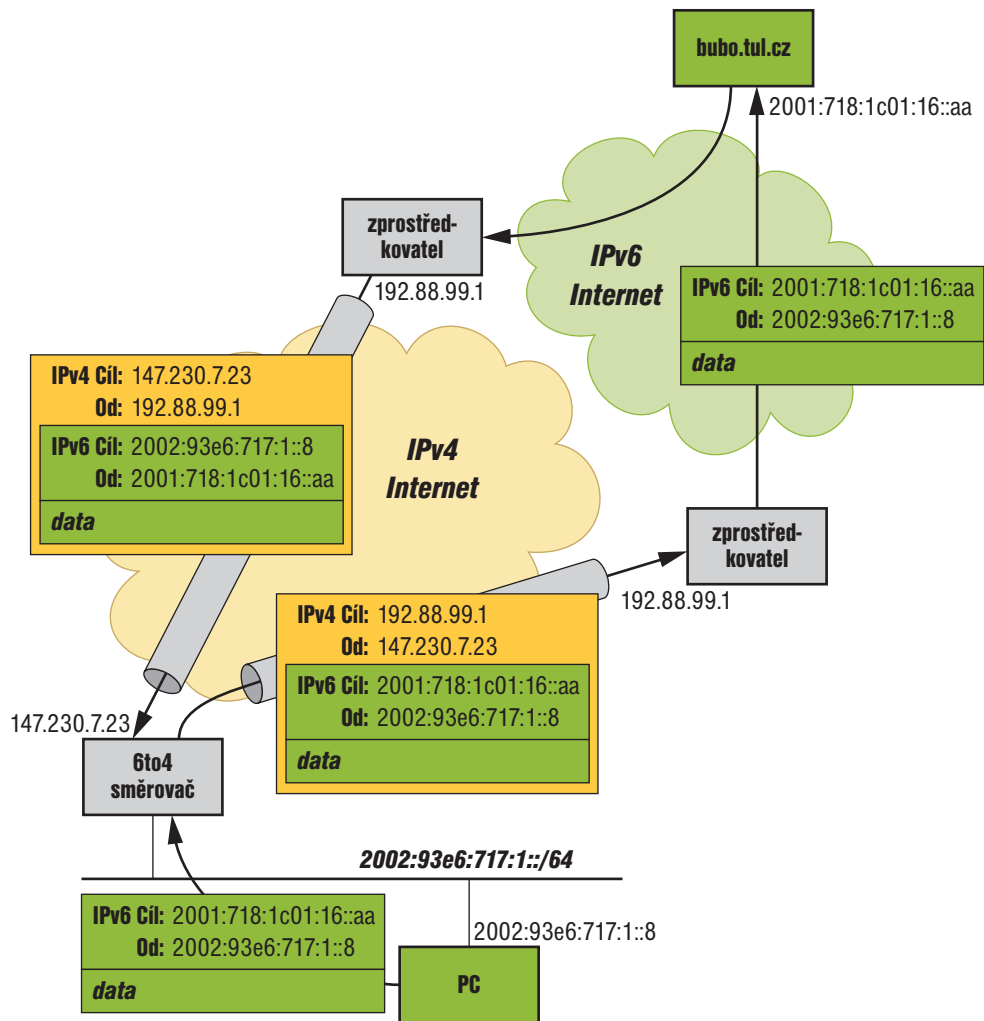 bubo.tul.cz
2001:718:1c01:16::aa
zprostřed-
kovatel
192.88.99.1
IPv6
Internet
IPv6 Cíl: 2001:718:1c01:16::aa
Od: 2002:93e6:717:1::8
data
IPv4 Cíl: 147.230.7.23
Od: 192.88.99.1
IPv6 Cíl: 2002:93e6:717:1::8
Od: 2001:718:1c01:16::aa
data
IPv4
Internet
zprostřed-
kovatel
192.88.99.1
IPv4 Cíl: 192.88.99.1
Od: 147.230.7.23
IPv6 Cíl: 2001:718:1c01:16::aa
Od: 2002:93e6:717:1::8
data
147.230.7.23
6to4
směrovač
2002:93e6:717:1::/64
IPv6 Cíl: 2001:718:1c01:16::aa
Od: 2002:93e6:717:1::8
data
2002:93e6:717:1::8
PC